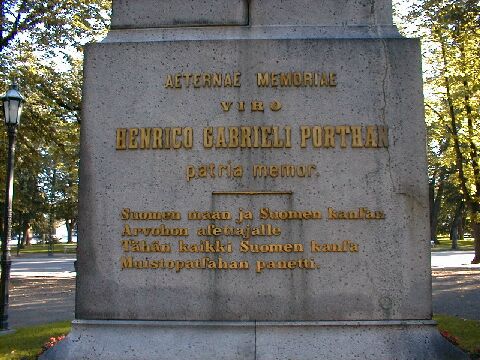 AETERNAE MEMORIAE
VIRO
HENRICO GABRIELI PORTHAN
patria memor.
Suomen maan ja Suomen kanſan
Arvohon aſettajalle
Tähän kaikki Suomen kanſa
Muistopatſahan panetti.